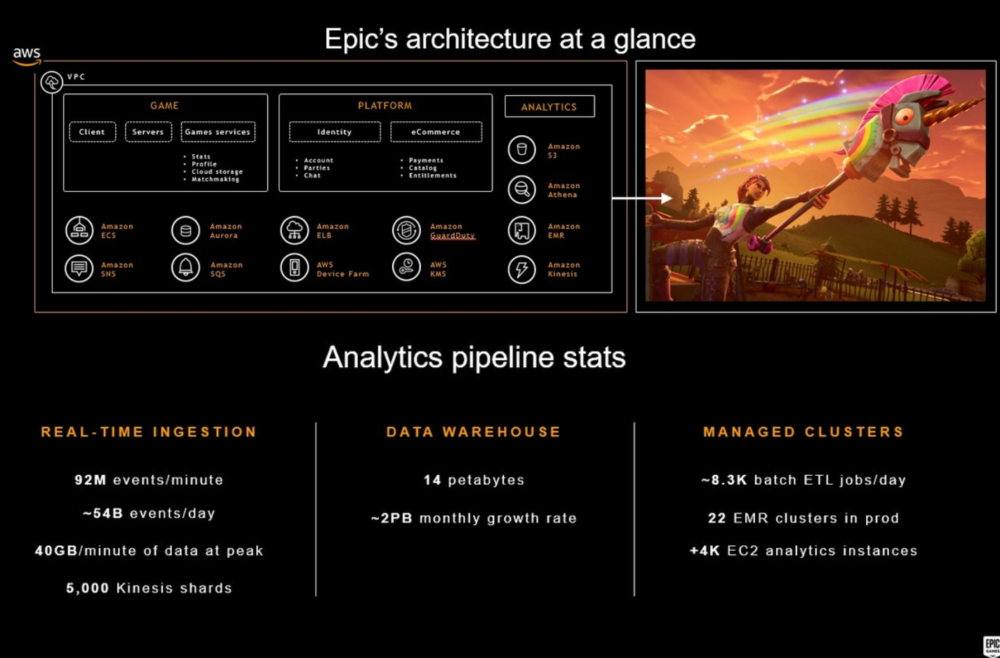 Epic's architecture at a glance
aws
VPC
GAME
Client
Servers
Games services
• Stats
• Profile
• Cloud storage
• Matchmaking
PLATFORM
Identity
eCommerce
• Account
• Parties
• Chat
• Payments
• Catalog
• Entitlements
ANALYTICS
Amazon
S3
Amazon
Athena
Amazon
ECS
Amazon
Aurora
Amazon
ELB
Amazon
GuardDuty
Amazon
EMR
Amazon
SNS
Amazon
SQS
AWS
Device Farm
AWS
KMS
Amazon
Kinesis
Analytics pipeline stats
REAL-TIME INGESTION
92M events/minute
~54B events/day
40GB/minute of data at peak
5,000 Kinesis shards
DATA WAREHOUSE
14 petabytes
~2PB monthly growth rate
MANAGED CLUSTERS
~8.3K batch ETL jobs/day
22 EMR clusters in prod
+4K EC2 analytics instances
EPIC
GAMES